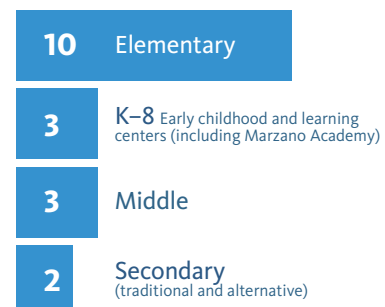 10 Elementary
3 K–8 Early childhood and learning
centers (including Marzano Academy)
3 Middle
2 Secondary
(traditional and alternative)